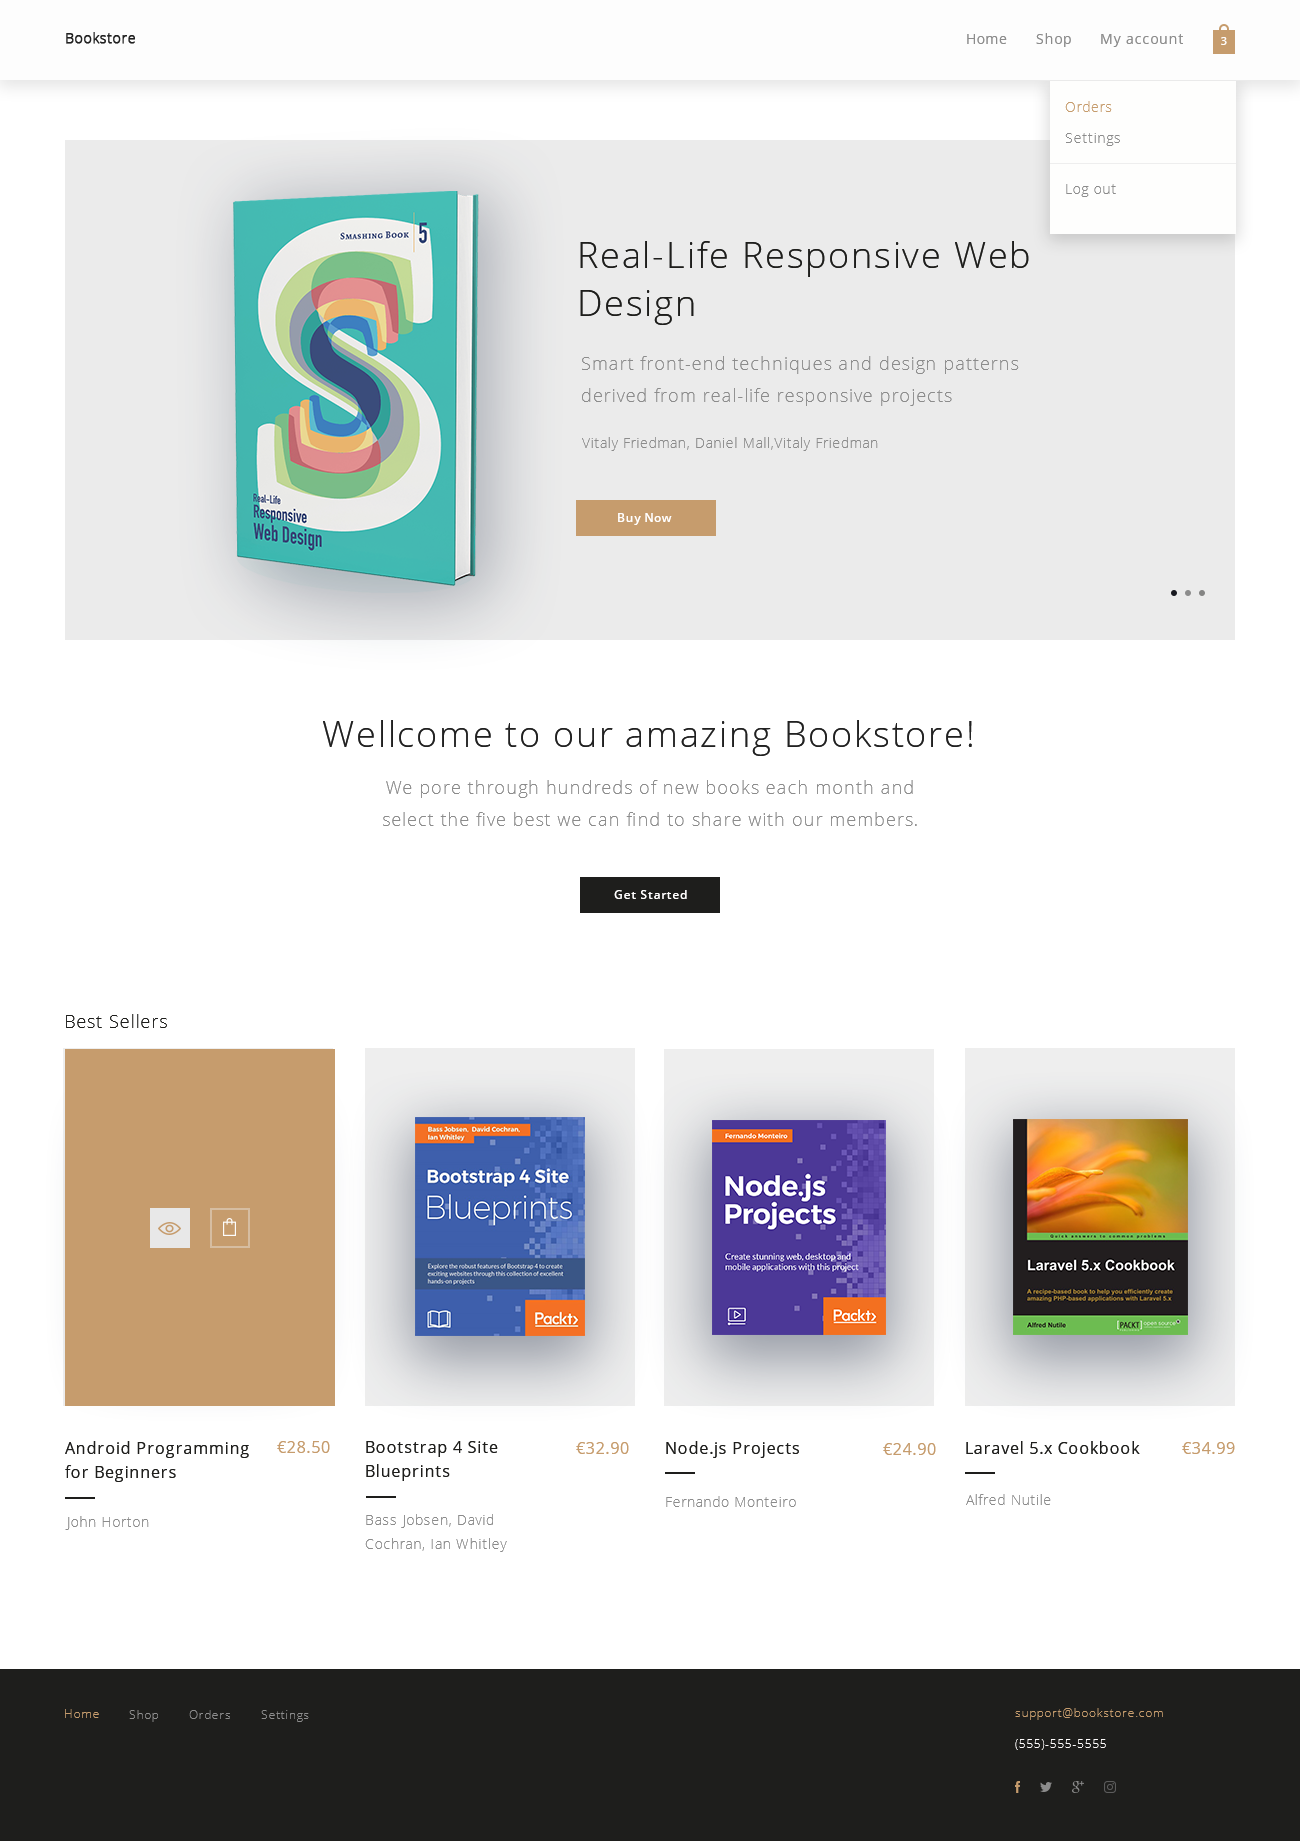 Bookstore
Home
Shop
My account
3
Orders
Settings
Log out
Smashing Book 5
Real-Life
Responsive
Web Design
Real-Life Responsive Web
Design
Smart front-end techniques and design patterns
derived from real-life responsive projects
Vitaly Friedman, Daniel Mall,Vitaly Friedman
Buy Now
Wellcome to our amazing Bookstore!
We pore through hundreds of new books each month and
select the five best we can find to share with our members.
Get Started
Best Sellers
Bass Jobsen, David Cochran,
Ian Whitley
Bootstrap 4 Site
Blueprints
Explore the robust features of Bootstrap 4 to create
exciting websites through this collection of excellent
hands-on projects
Packt>
Fernando Monteiro
Node.js
Projects
Create stunning web, desktop and
mobile applications with this project
Packt>
Quick answers to common problems
Laravel 5.x Cookbook
A recipe-based book to help you efficiently create
amazing PHP-based applications with Laravel 5.x
Alfred Nutile
[PACKT] open source*
Android Programming
for Beginners
€28.50
John Horton
Bootstrap 4 Site
Blueprints
€32.90
Bass Jobsen, David
Cochran, Ian Whitley
Node.js Projects
€24.90
Fernando Monteiro
Laravel 5.x Cookbook
€34.99
Alfred Nutile
Home
Shop
Orders
Settings
support@bookstore.com
(555)-555-5555